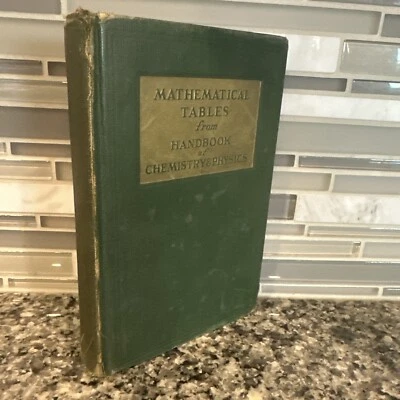 MATHEMATICAL
TABLES
from
HANDBOOK
of
CHEMISTRY & PHYSICS